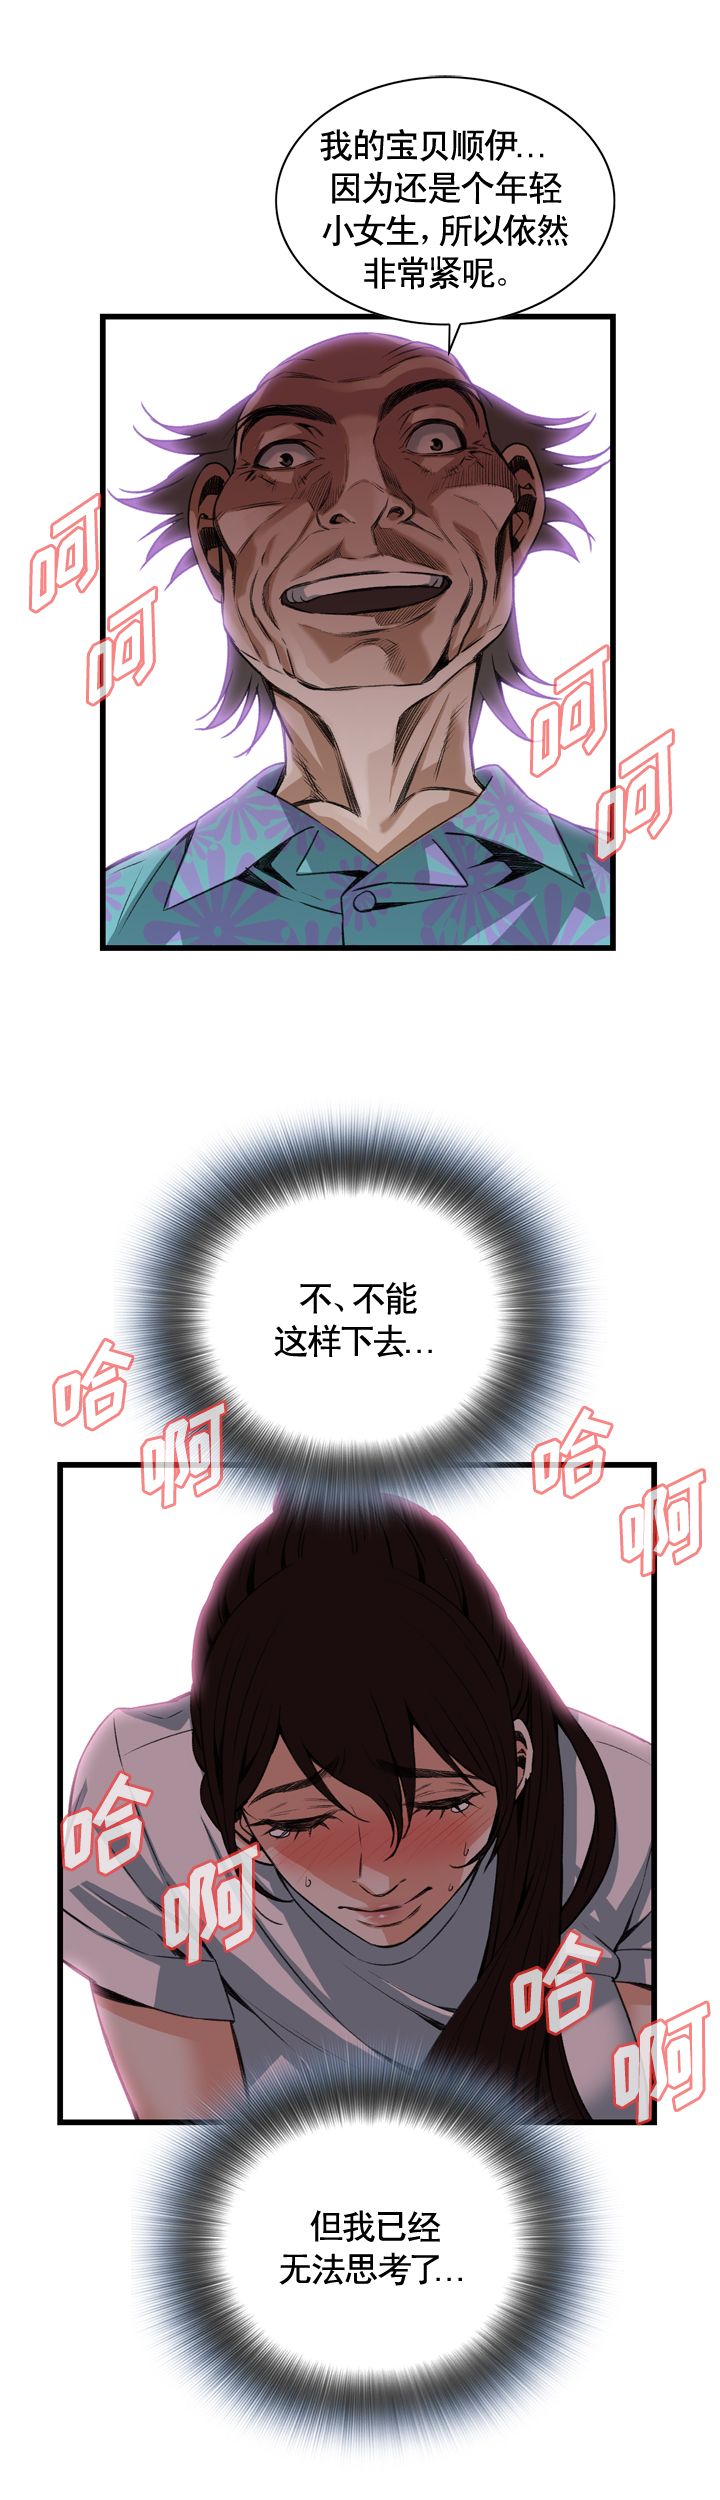 我的宝贝顺伊…
因为还是个年轻
小女生，所以依然
非常紧呢。
呵
呵
呵
呵
不、不能
这样下去…
哈
啊
哈
啊
哈
啊
哈
啊
但我已经
无法思考了…